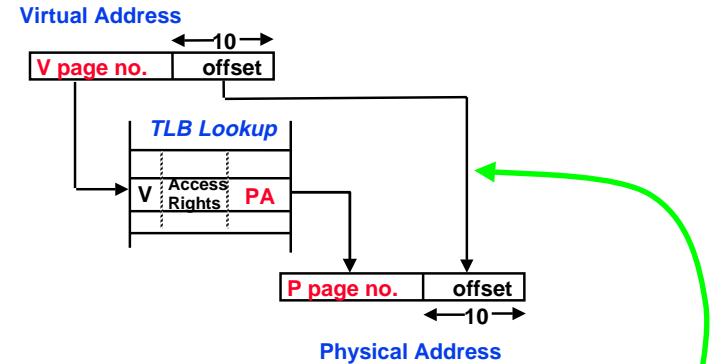 Virtual Address
10
V page no. offset
TLB Lookup
V Access Rights PA
P page no. offset
10
Physical Address